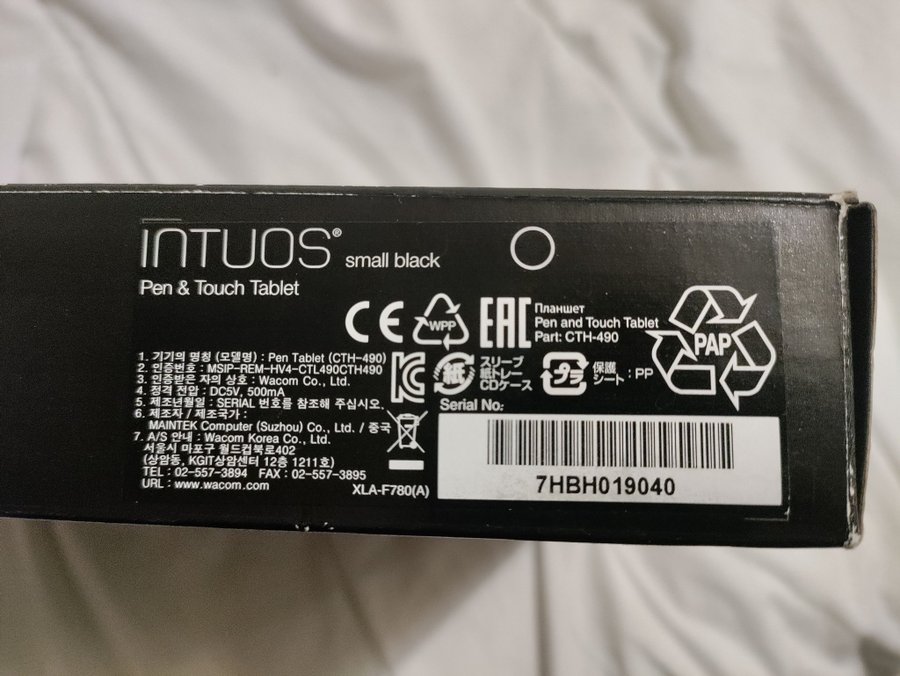 INTUOS® small black
Pen & Touch Tablet
CE
WPP
EAC
Планшет
Pen and Touch Tablet
Part: CTH-490
PAP
1. 기기의 명칭 (모델명) : Pen Tablet (CTH-490)
2. 인증번호 : MSIP-REM-HV4-CTL490CTH490
3. 인증받은 자의 상호 : Wacom Co., Ltd.
4. 정격 전압 : DC5V, 500mA
5. 제조년월일 : SERIAL 번호를 참조해 주십시오.
6. 제조자 / 제조국가 :
MAINTEK Computer (Suzhou) Co., Ltd. / 중국
7. A/S 안내 : Wacom Korea Co., Ltd.
서울시 마포구 월드컵북로402
(상암동, KGIT상암센터 12층 1211호)
TEL : 02-557-3894 FAX : 02-557-3895
URL : www.wacom.com
XLA-F780(A)
紙
スリーブ
紙トレー
CDケース
プラ
保護
シート : PP
Serial No:
7HBH019040